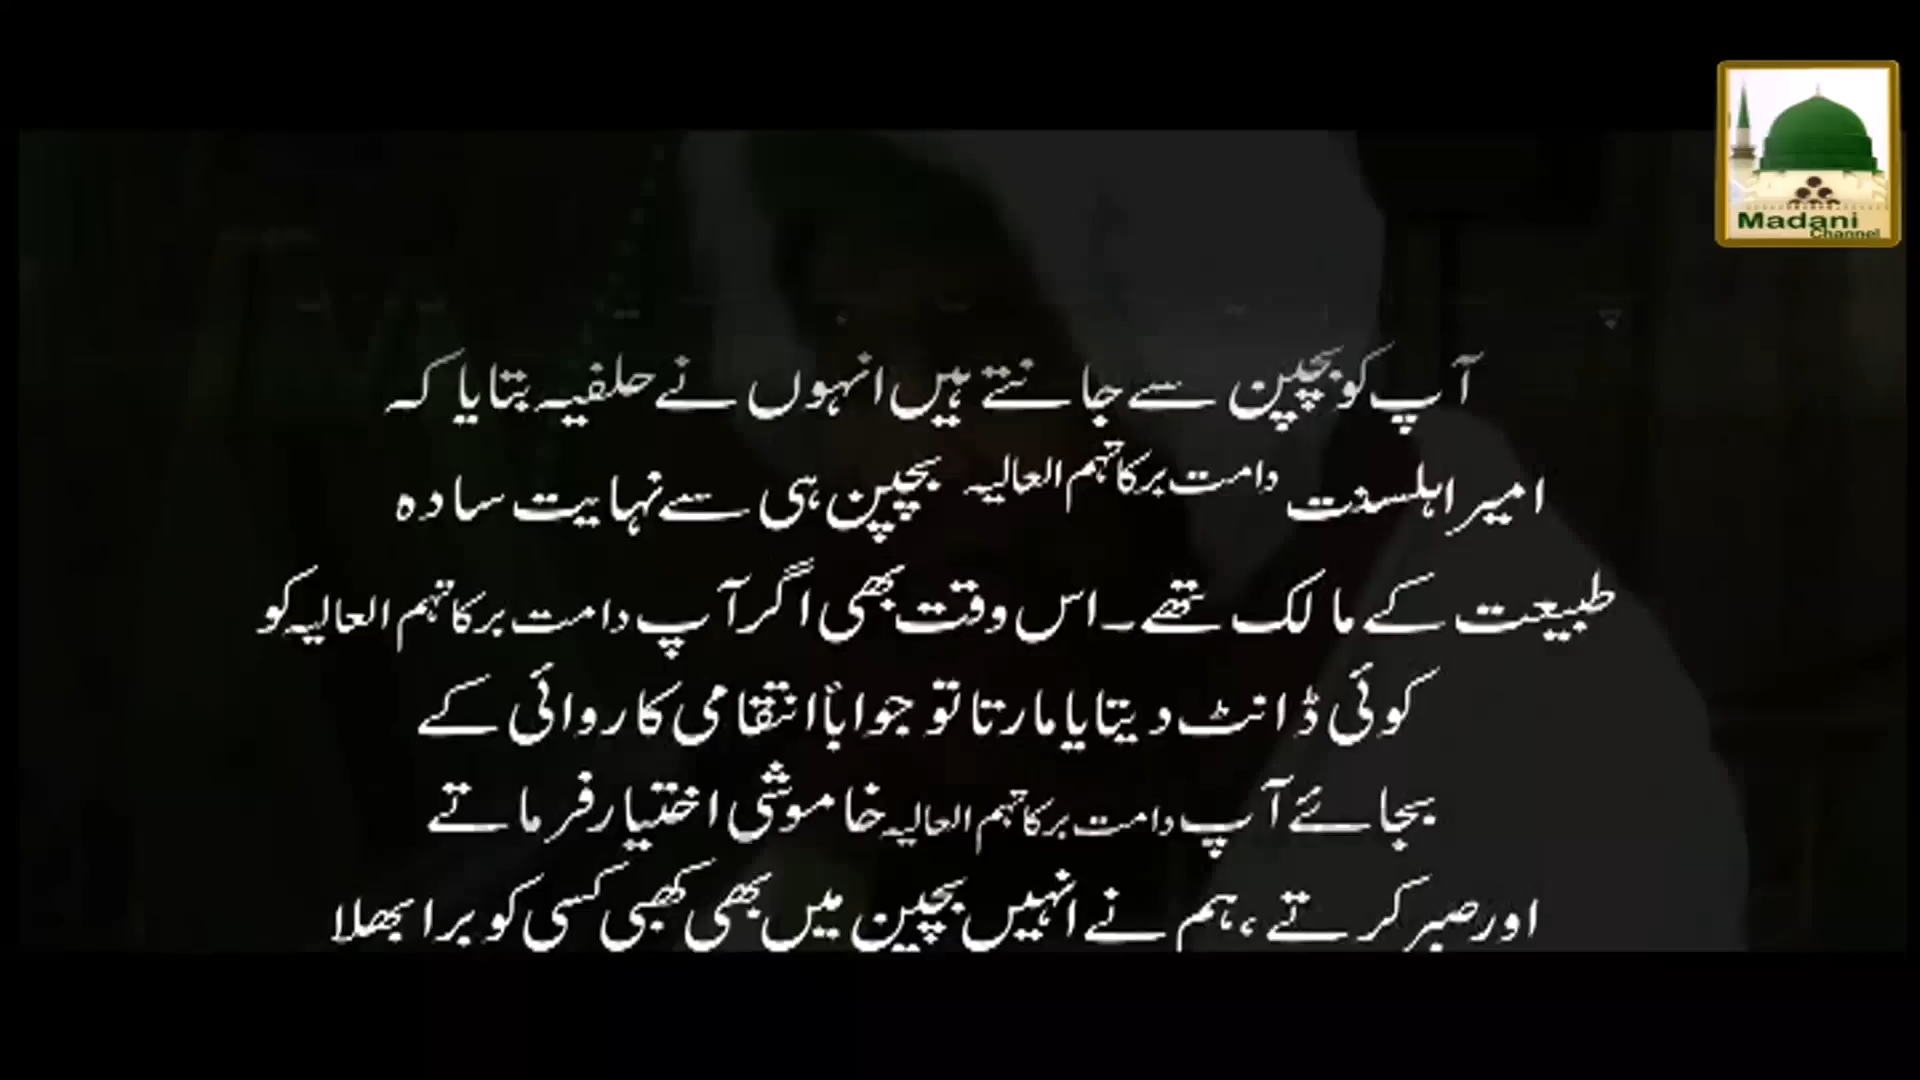 Madani
Channel
آپ کو بچپن سے جانتے ہیں انہوں نے حلفیہ بتایا کہ
امیر اہلسنت دامت برکاتہم العالیہ بچپن ہی سے نہایت سادہ
طبیعت کے مالک تھے۔ اس وقت بھی اگر آپ دامت برکاتہم العالیہ کو
کوئی ڈانٹ دیتا یا مارتا تو جواباً انتقامی کاروائی کے
بجائے آپ دامت برکاتہم العالیہ خاموشی اختیار فرماتے
اور صبر کرتے ، ہم نے انہیں بچپن میں بھی کبھی کسی کو برا بھلا